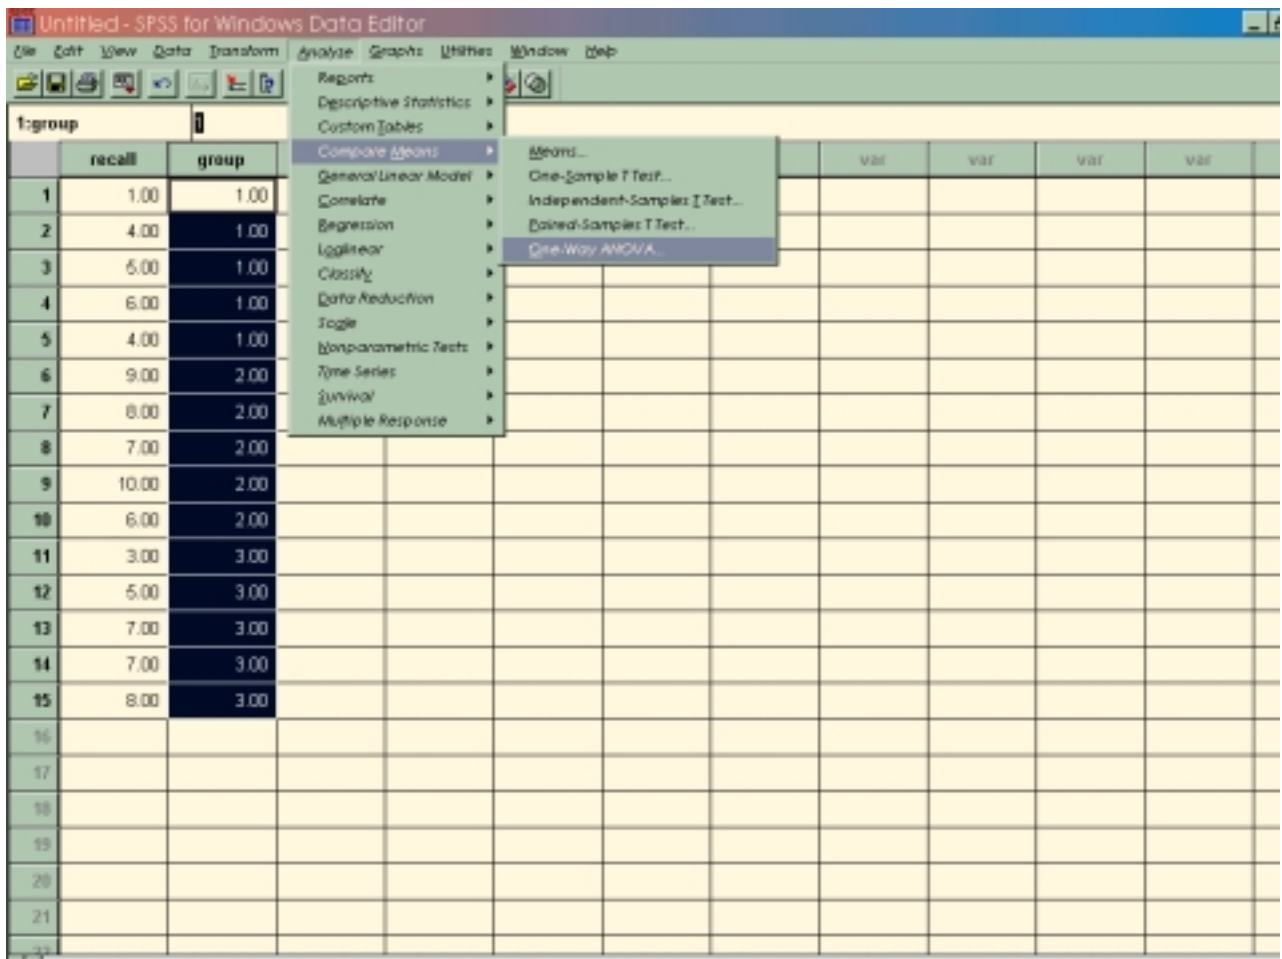 Untitled - SPSS for Windows Data Editor
File Edit View Data Transform Analyse Graphs Utilities Window Help
1:group 1
recall group var var var var
1 1.00 1.00
2 4.00 1.00
3 5.00 1.00
4 6.00 1.00
5 4.00 1.00
6 9.00 2.00
7 8.00 2.00
8 7.00 2.00
9 10.00 2.00
10 6.00 2.00
11 3.00 3.00
12 5.00 3.00
13 7.00 3.00
14 7.00 3.00
15 8.00 3.00
16
17
18
19
20
21
22
Reports
Descriptive Statistics
Custom Tables
Compare Means
General Linear Model
Correlate
Regression
Loglinear
Classify
Data Reduction
Scale
Nonparametric Tests
Time Series
Survival
Multiple Response
Means...
One-Sample T Test...
Independent-Samples T Test...
Paired-Samples T Test...
One-Way ANOVA...